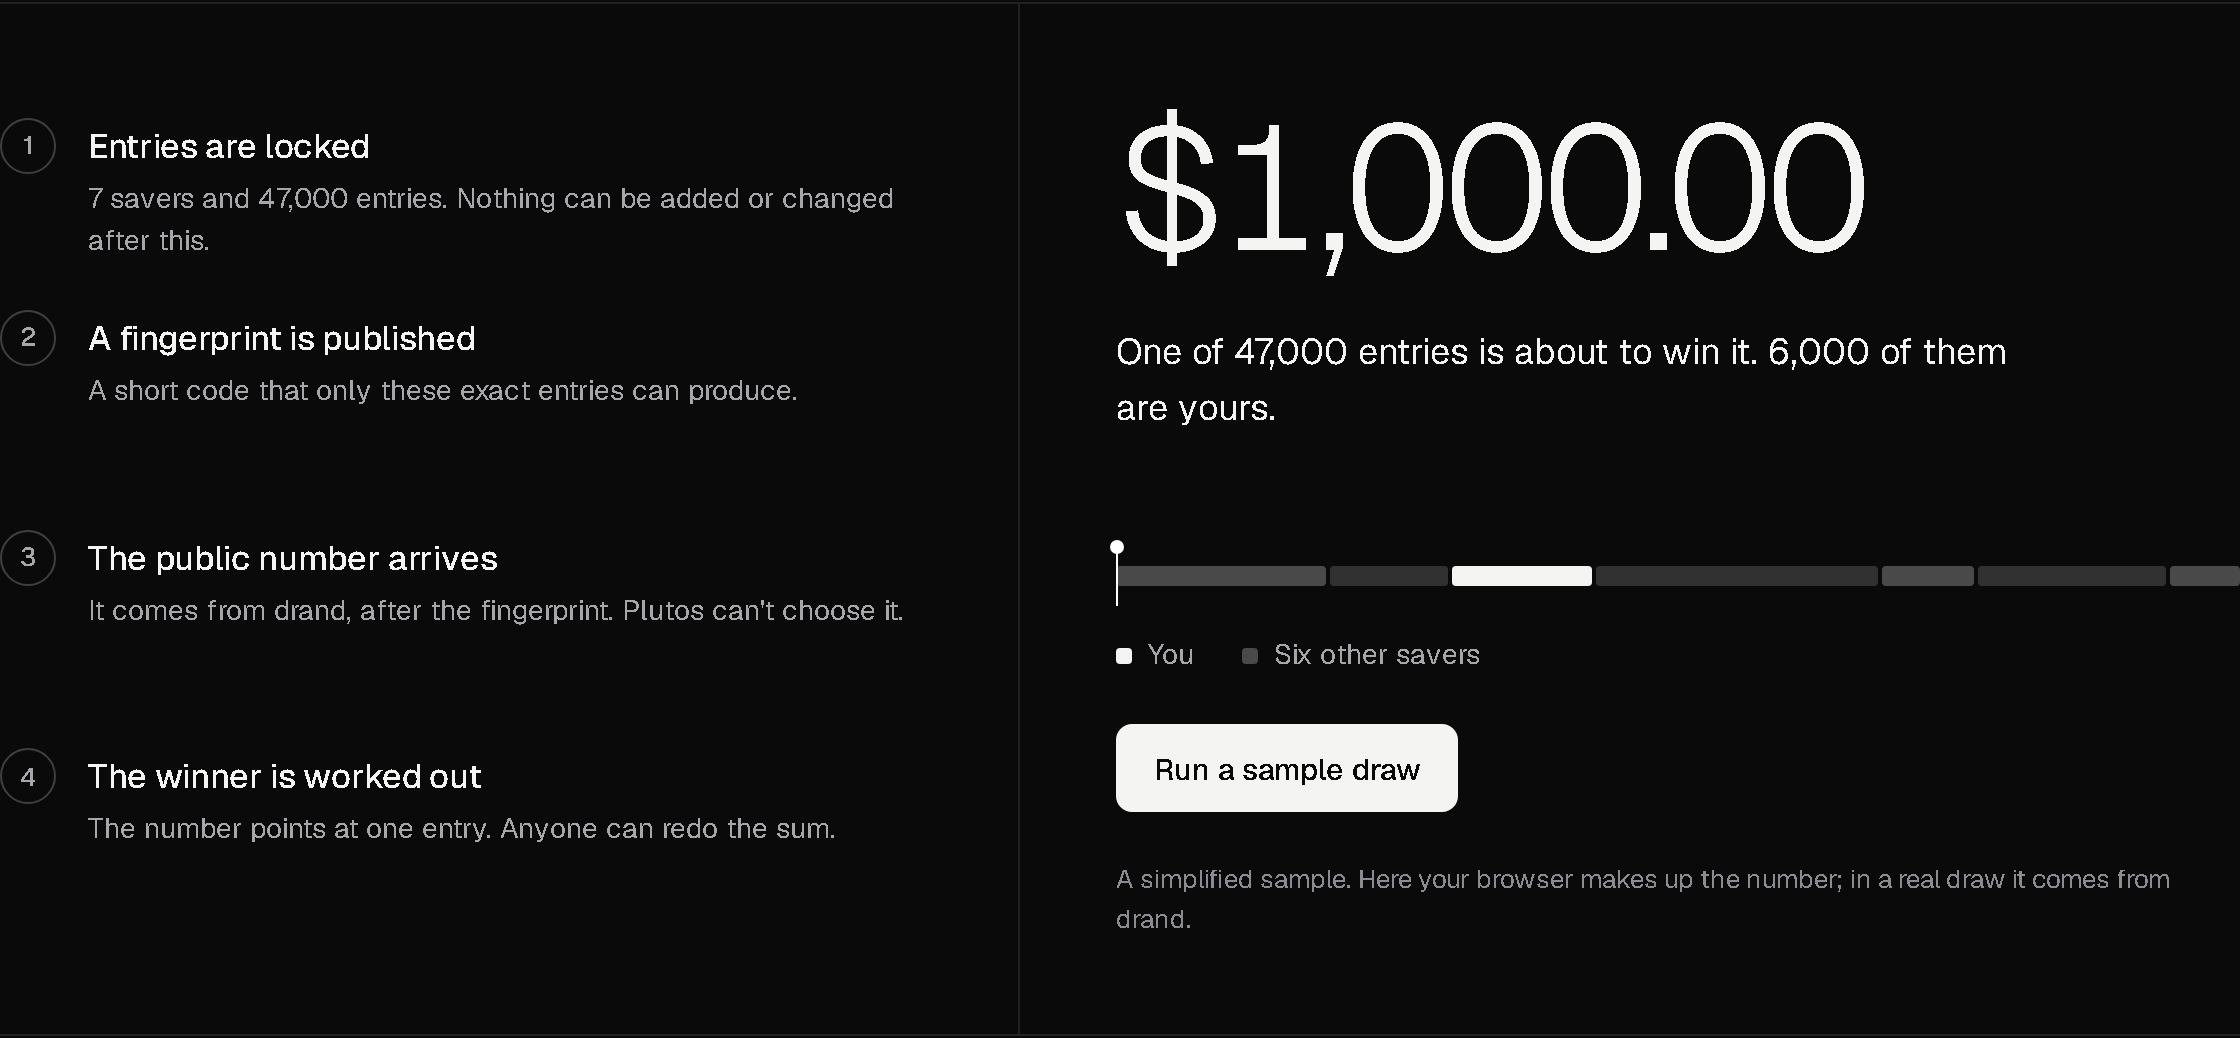 1
Entries are locked
7 savers and 47,000 entries. Nothing can be added or changed
after this.
2
A fingerprint is published
A short code that only these exact entries can produce.
3
The public number arrives
It comes from drand, after the fingerprint. Plutos can't choose it.
4
The winner is worked out
The number points at one entry. Anyone can redo the sum.
$1,000.00
One of 47,000 entries is about to win it. 6,000 of them
are yours.
You
Six other savers
Run a sample draw
A simplified sample. Here your browser makes up the number; in a real draw it comes from
drand.